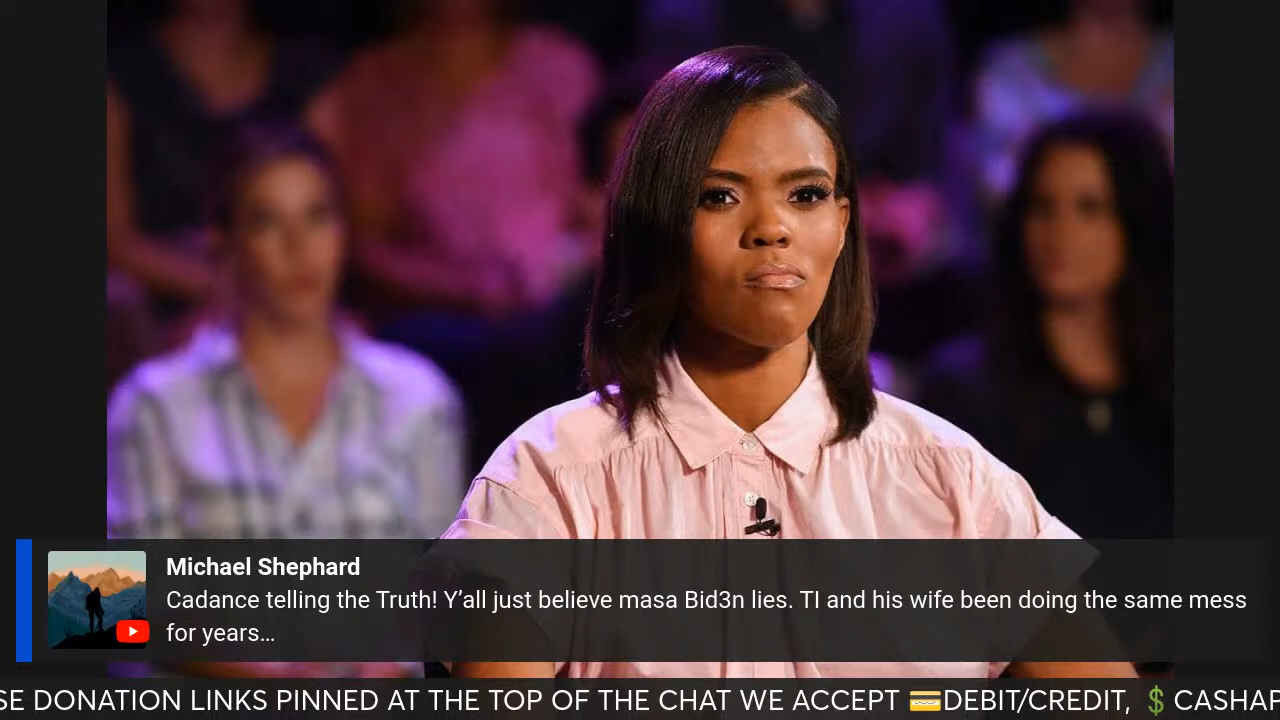 Michael Shephard
Cadance telling the Truth! Y’all just believe masa Bid3n lies. TI and his wife been doing the same mess
for years…
SE DONATION LINKS PINNED AT THE TOP OF THE CHAT WE ACCEPT 💳DEBIT/CREDIT, 💲 CASHAP